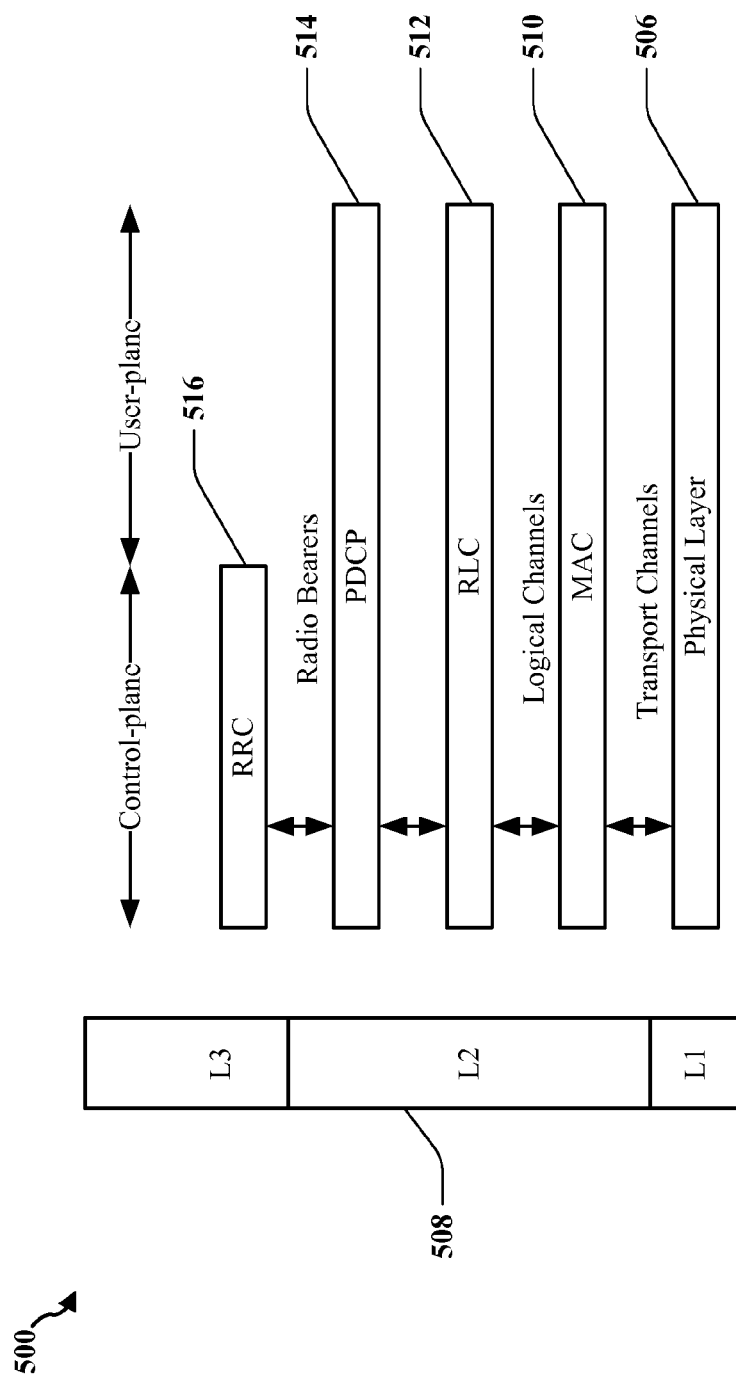 500
Control-plane
User-plane
516
L3
RRC
Radio Bearers
514
PDCP
512
508
L2
RLC
Logical Channels
510
MAC
Transport Channels
506
L1
Physical Layer